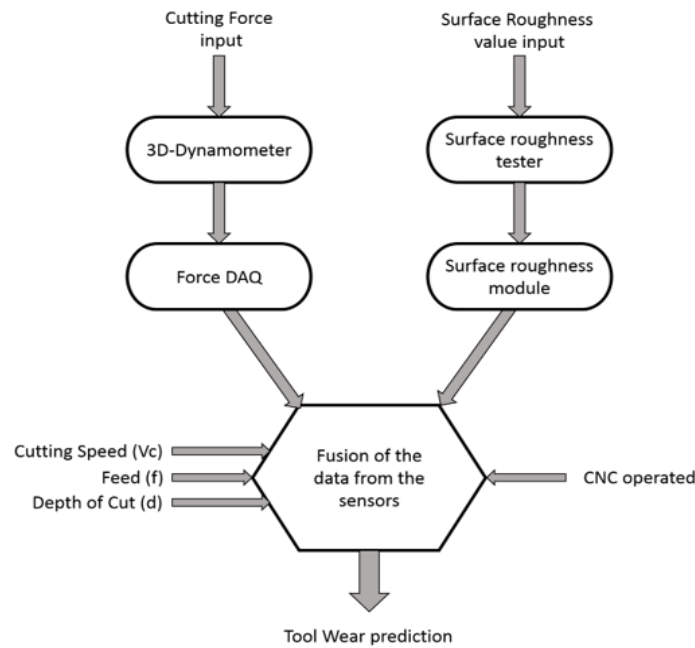 Cutting Force
input
Surface Roughness
value input
3D-Dynamometer
Surface roughness
tester
Force DAQ
Surface roughness
module
Cutting Speed (Vc)
Feed (f)
Depth of Cut (d)
Fusion of the
data from the
sensors
CNC operated
Tool Wear prediction